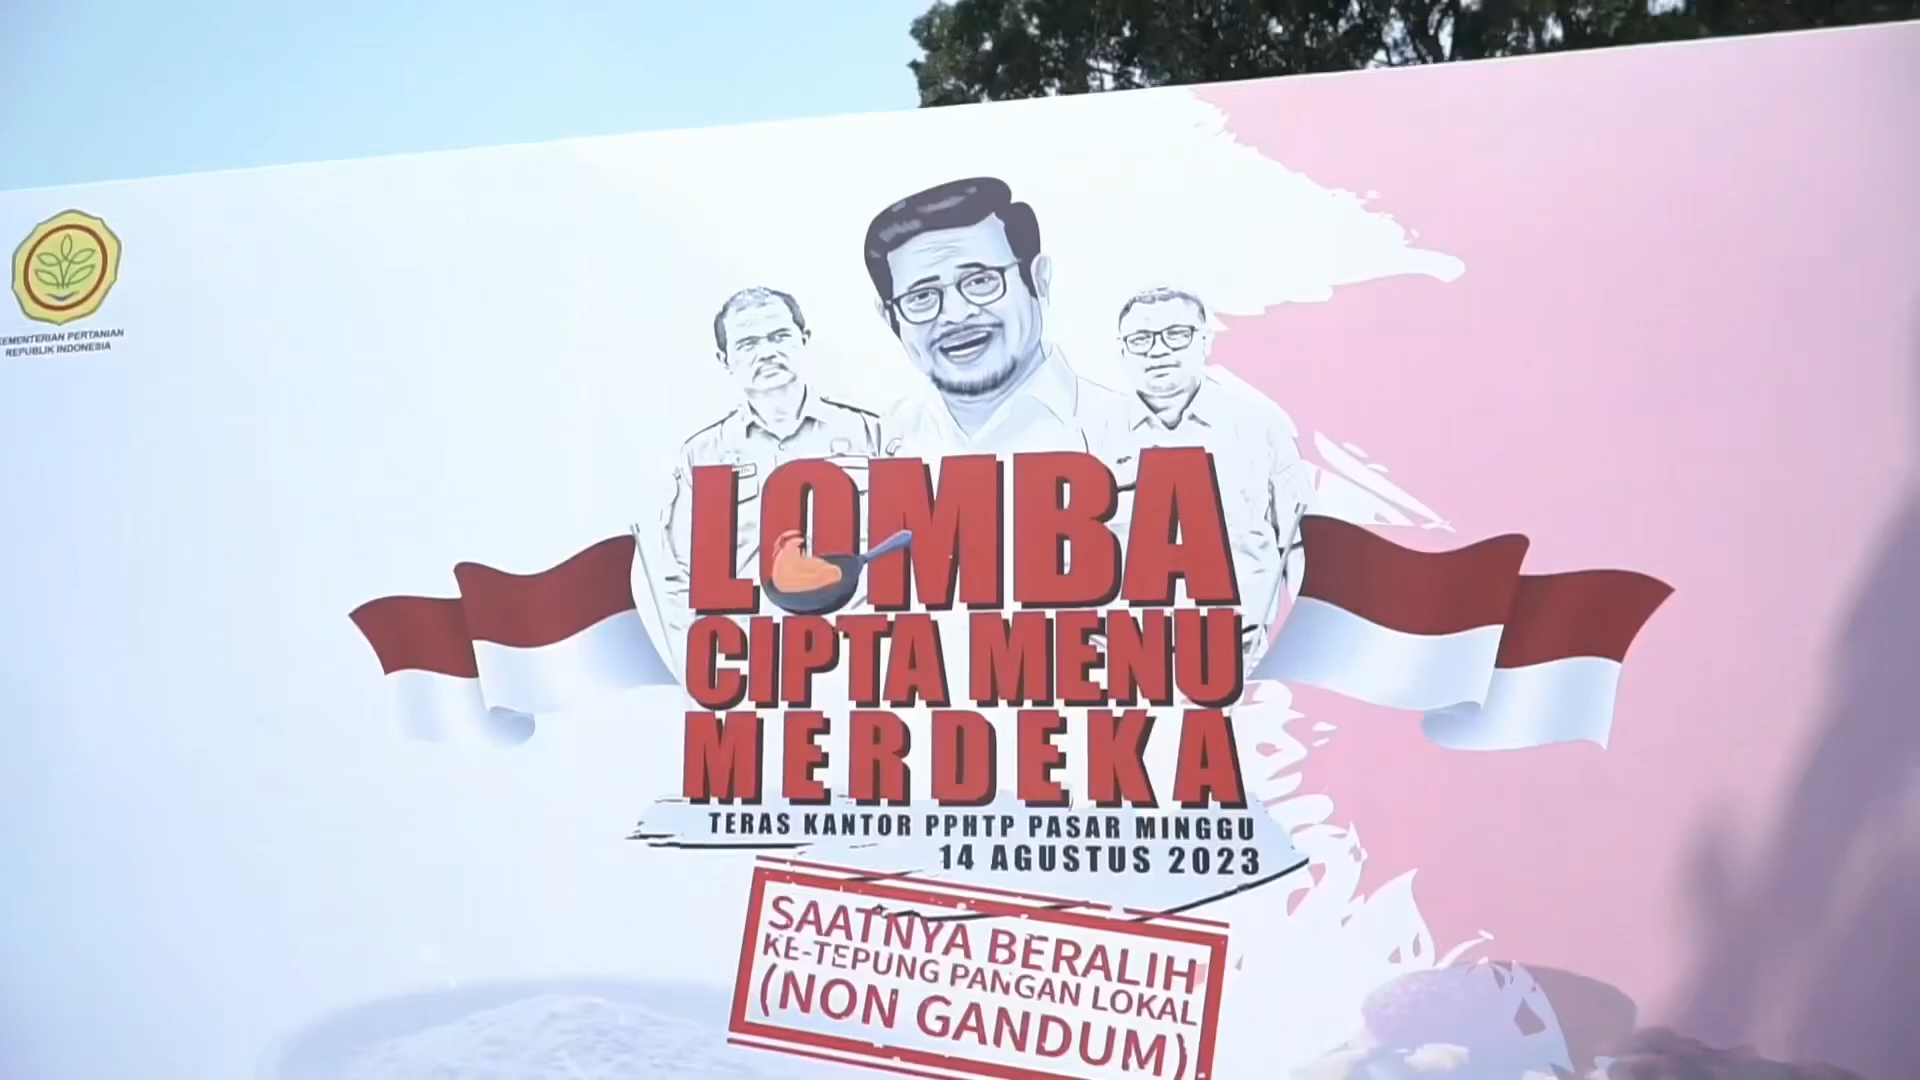 KEMENTERIAN PERTANIAN
REPUBLIK INDONESIA
LOMBA
CIPTA MENU
MERDEKA
TERAS KANTOR PPHTP PASAR MINGGU
14 AGUSTUS 2023
SAATNYA BERALIH
KE-TEPUNG PANGAN LOKAL
(NON GANDUM)